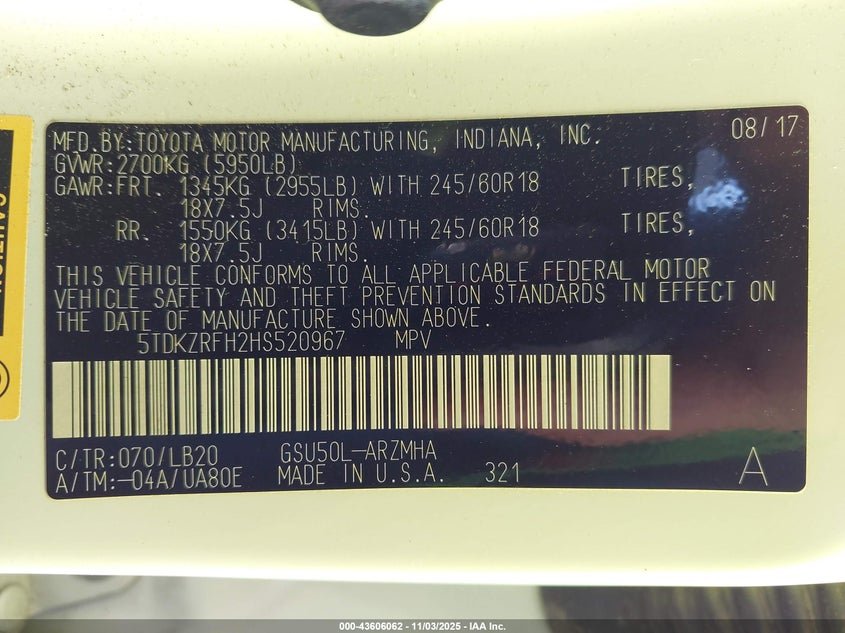 MFD.BY:TOYOTA MOTOR MANUFACTURING, INDIANA, INC. 08/17
GVWR:2700KG (5950LB)
GAWR:FRT. 1345KG (2955LB) WITH 245/60R18 TIRES,
18X7.5J RIMS.
RR. 1550KG (3415LB) WITH 245/60R18 TIRES,
18X7.5J RIMS.
THIS VEHICLE CONFORMS TO ALL APPLICABLE FEDERAL MOTOR
VEHICLE SAFETY AND THEFT PREVENTION STANDARDS IN EFFECT ON
THE DATE OF MANUFACTURE SHOWN ABOVE.
5TDKZRFH2HS520967 MPV
C/TR:070/LB20 GSU50L-ARZMHA
A/TM:-04A/UA80E MADE IN U.S.A. 321 A
000-43606062 - 11/03/2025 - IAA Inc.